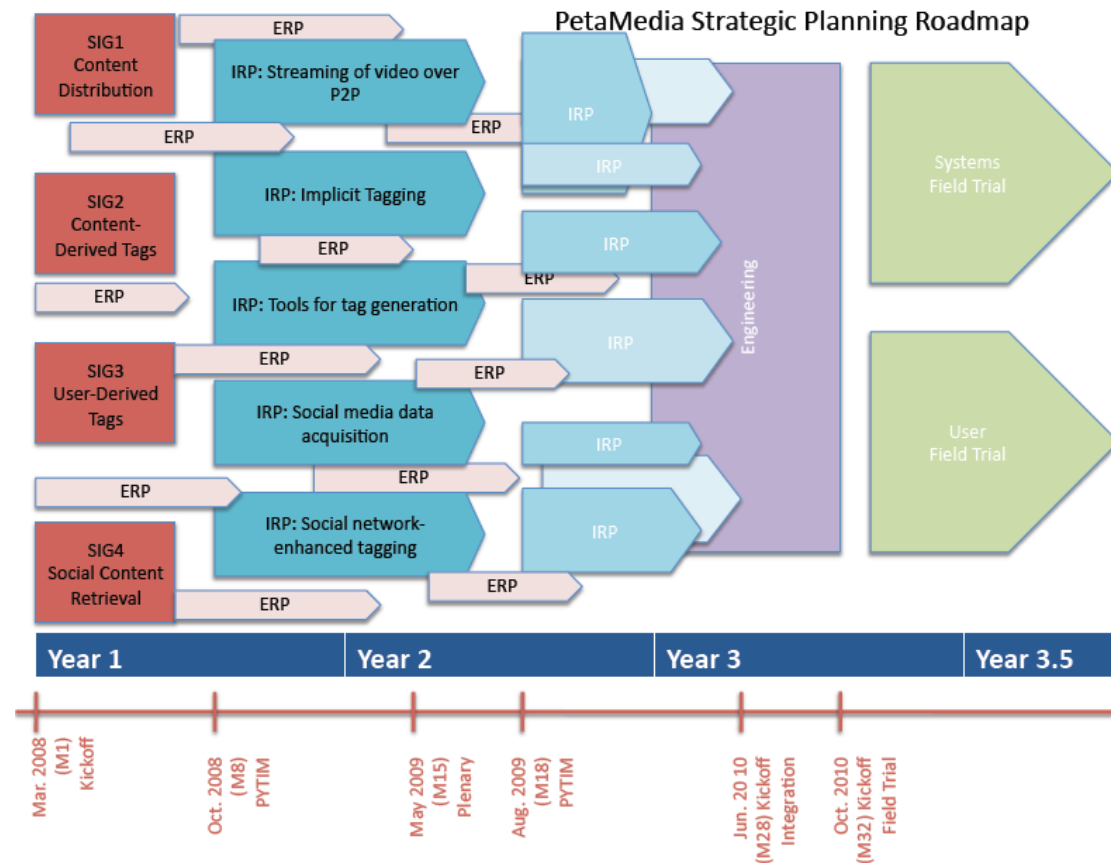 PetaMedia Strategic Planning Roadmap
SIG1
Content
Distribution
ERP
IRP: Streaming of video over
P2P
ERP
ERP
IRP
IRP
SIG2
Content-
Derived Tags
IRP: Implicit Tagging
ERP
IRP
ERP
ERP
IRP: Tools for tag generation
IRP
SIG3
User-Derived
Tags
ERP
ERP
IRP: Social media data
acquisition
IRP
ERP
ERP
IRP: Social network-
enhanced tagging
IRP
SIG4
Social Content
Retrieval
ERP
ERP
Engineering
Systems
Field Trial
User
Field Trial
Year 1
Year 2
Year 3
Year 3.5
Mar. 2008
(M1)
Kickoff
Oct. 2008
(M8)
PYTIM
May 2009
(M15)
Plenary
Aug. 2009
(M18)
PYTIM
Jun. 20 10
(M28) Kickoff
Integration
Oct. 2010
(M32) Kickoff
Field Trial